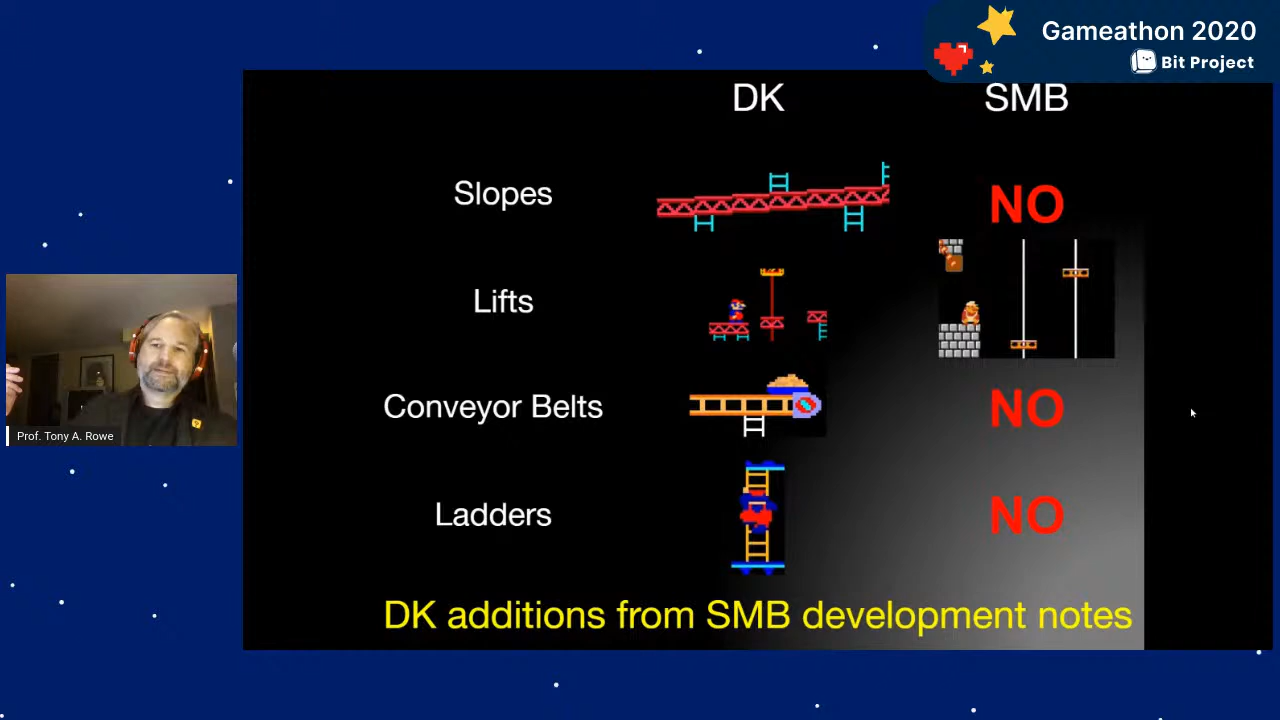 Gameathon 2020
Bit Project
DK SMB
Slopes NO
Lifts
Conveyor Belts NO
Ladders NO
DK additions from SMB development notes
Prof. Tony A. Rowe